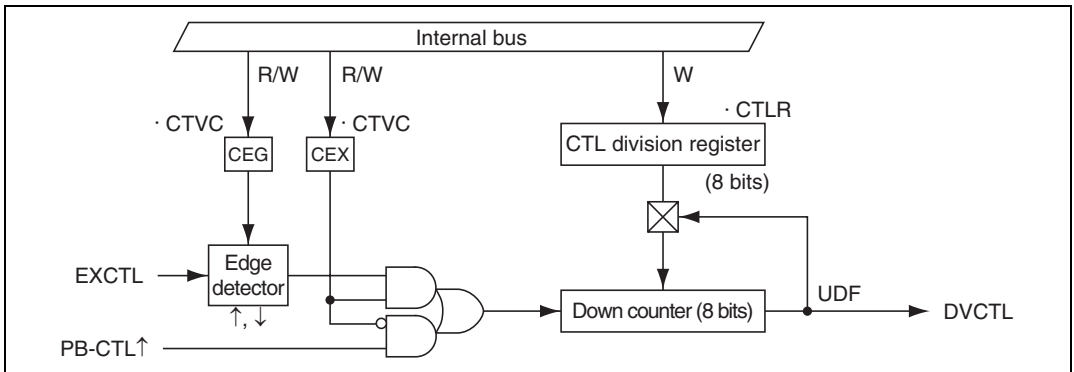 Internal bus
R/W
R/W
W
· CTVC
· CTVC
· CTLR
CEG
CEX
CTL division register
(8 bits)
EXCTL
Edge
detector
↑, ↓
Down counter (8 bits)
UDF
DVCTL
PB-CTL↑